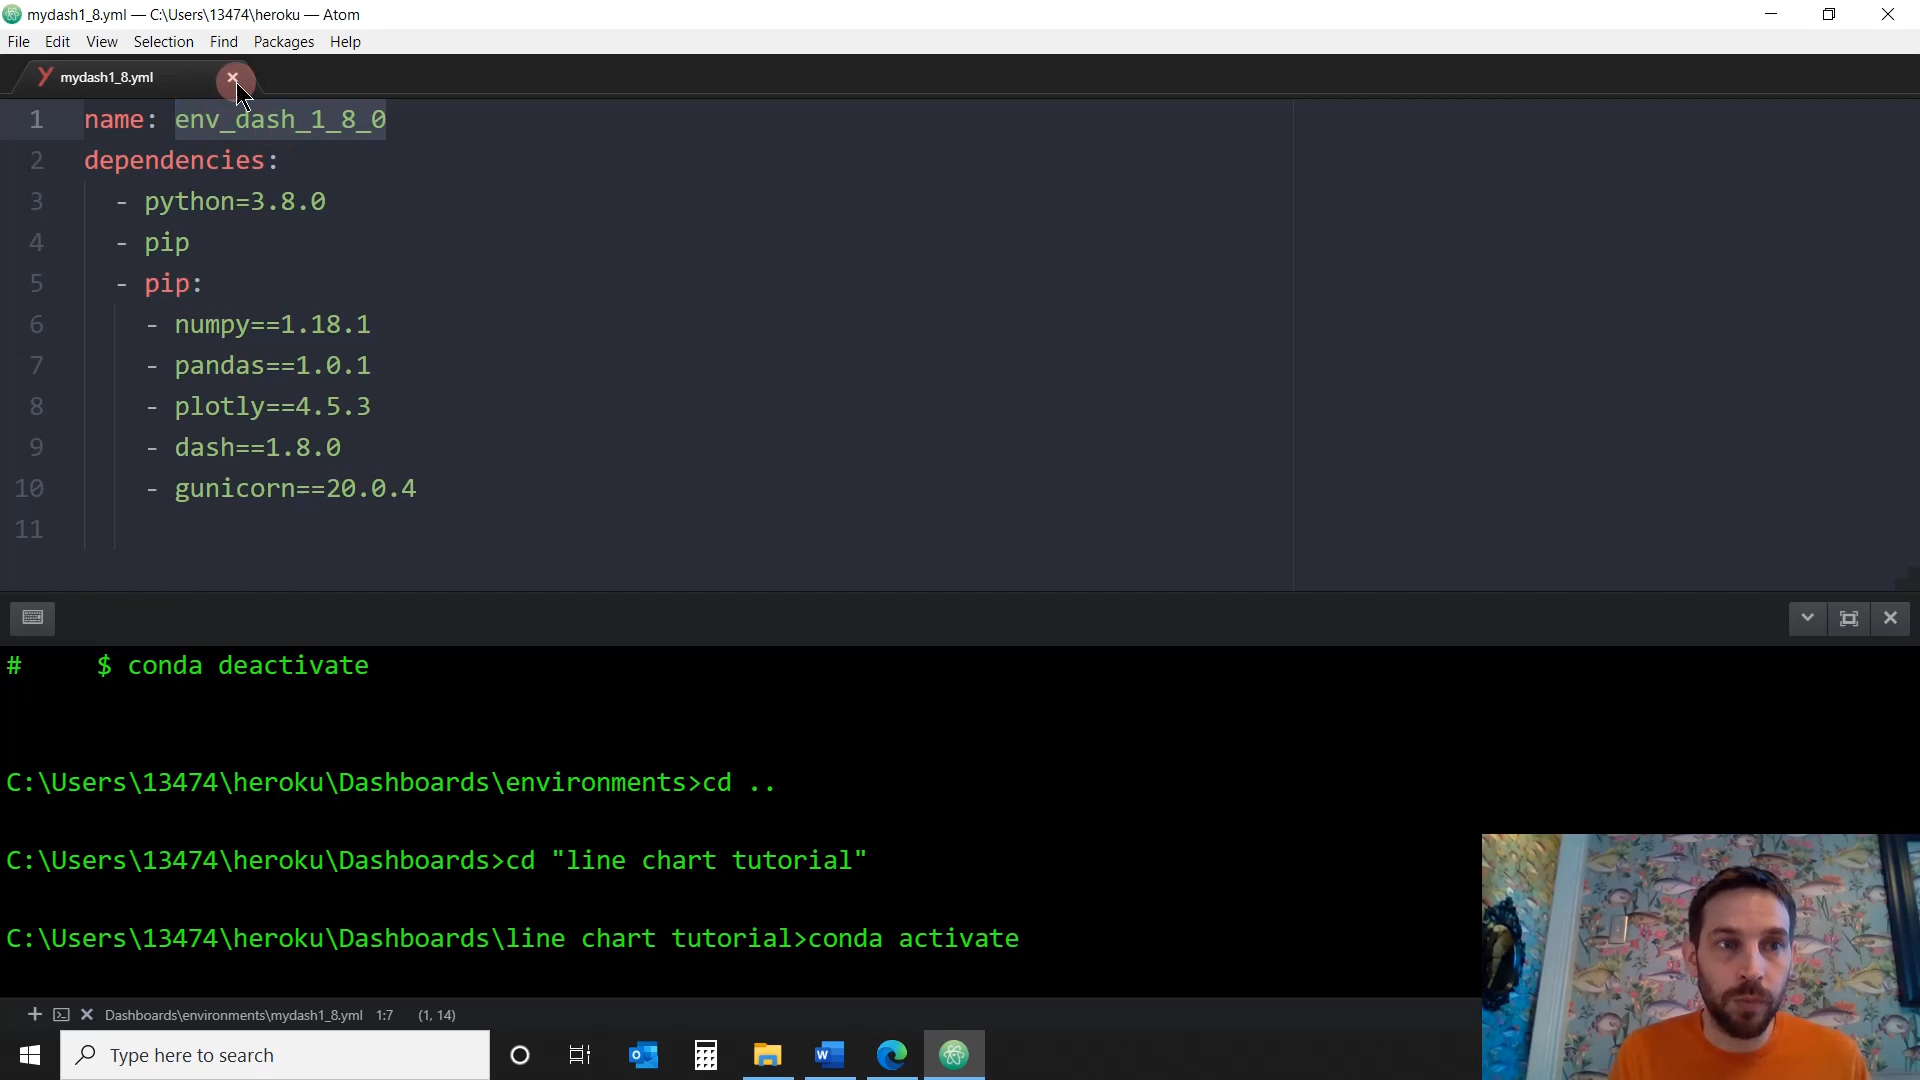 mydash1_8.yml — C:\Users\13474\heroku — Atom
File Edit View Selection Find Packages Help
mydash1_8.yml
1 name: env_dash_1_8_0
2 dependencies:
3 - python=3.8.0
4 - pip
5 - pip:
6 - numpy==1.18.1
7 - pandas==1.0.1
8 - plotly==4.5.3
9 - dash==1.8.0
10 - gunicorn==20.0.4
11
# $ conda deactivate
C:\Users\13474\heroku\Dashboards\environments>cd ..
C:\Users\13474\heroku\Dashboards>cd "line chart tutorial"
C:\Users\13474\heroku\Dashboards\line chart tutorial>conda activate
Dashboards\environments\mydash1_8.yml 1:7 (1, 14)
Type here to search